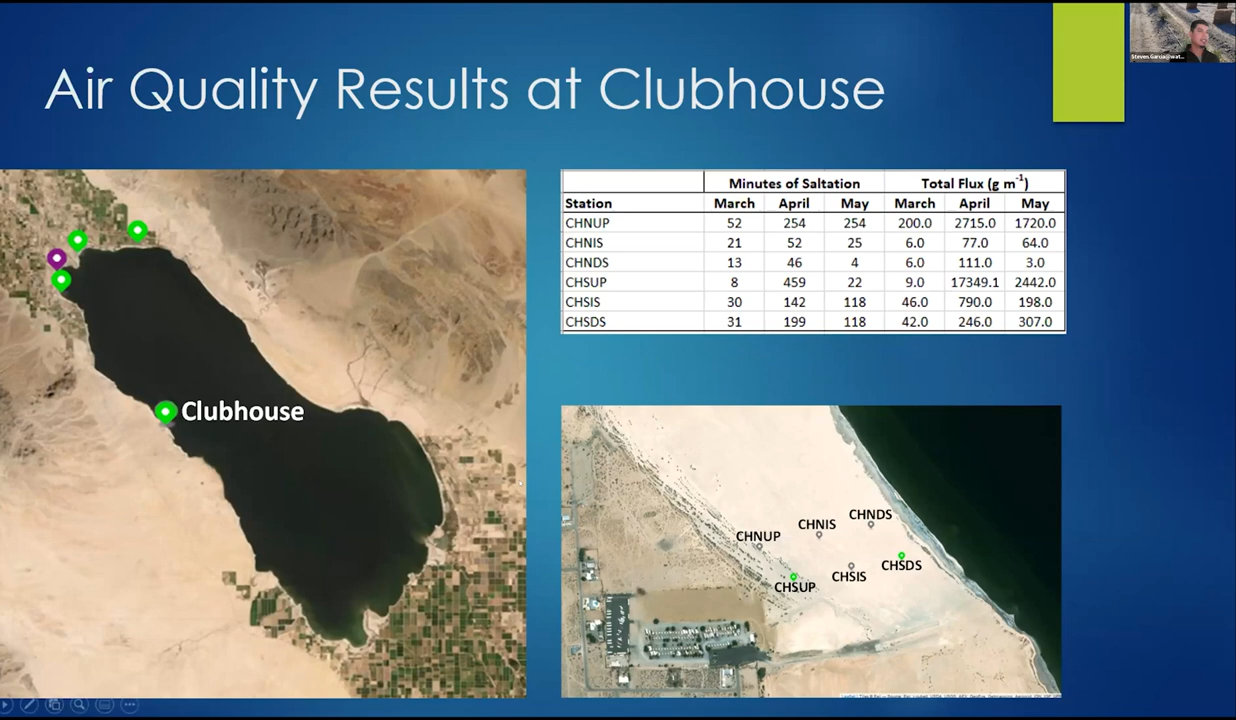 Air Quality Results at Clubhouse
Steven.Garcia@wat...
Clubhouse
Minutes of Saltation Total Flux (g m⁻¹)
Station March April May March April May
CHNUP 52 254 254 200.0 2715.0 1720.0
CHNIS 21 52 25 6.0 77.0 64.0
CHNDS 13 46 4 6.0 111.0 3.0
CHSUP 8 459 22 9.0 17349.1 2442.0
CHSIS 30 142 118 46.0 790.0 198.0
CHSDS 31 199 118 42.0 246.0 307.0
CHNDS
CHNIS
CHNUP
CHSDS
CHSIS
CHSUP